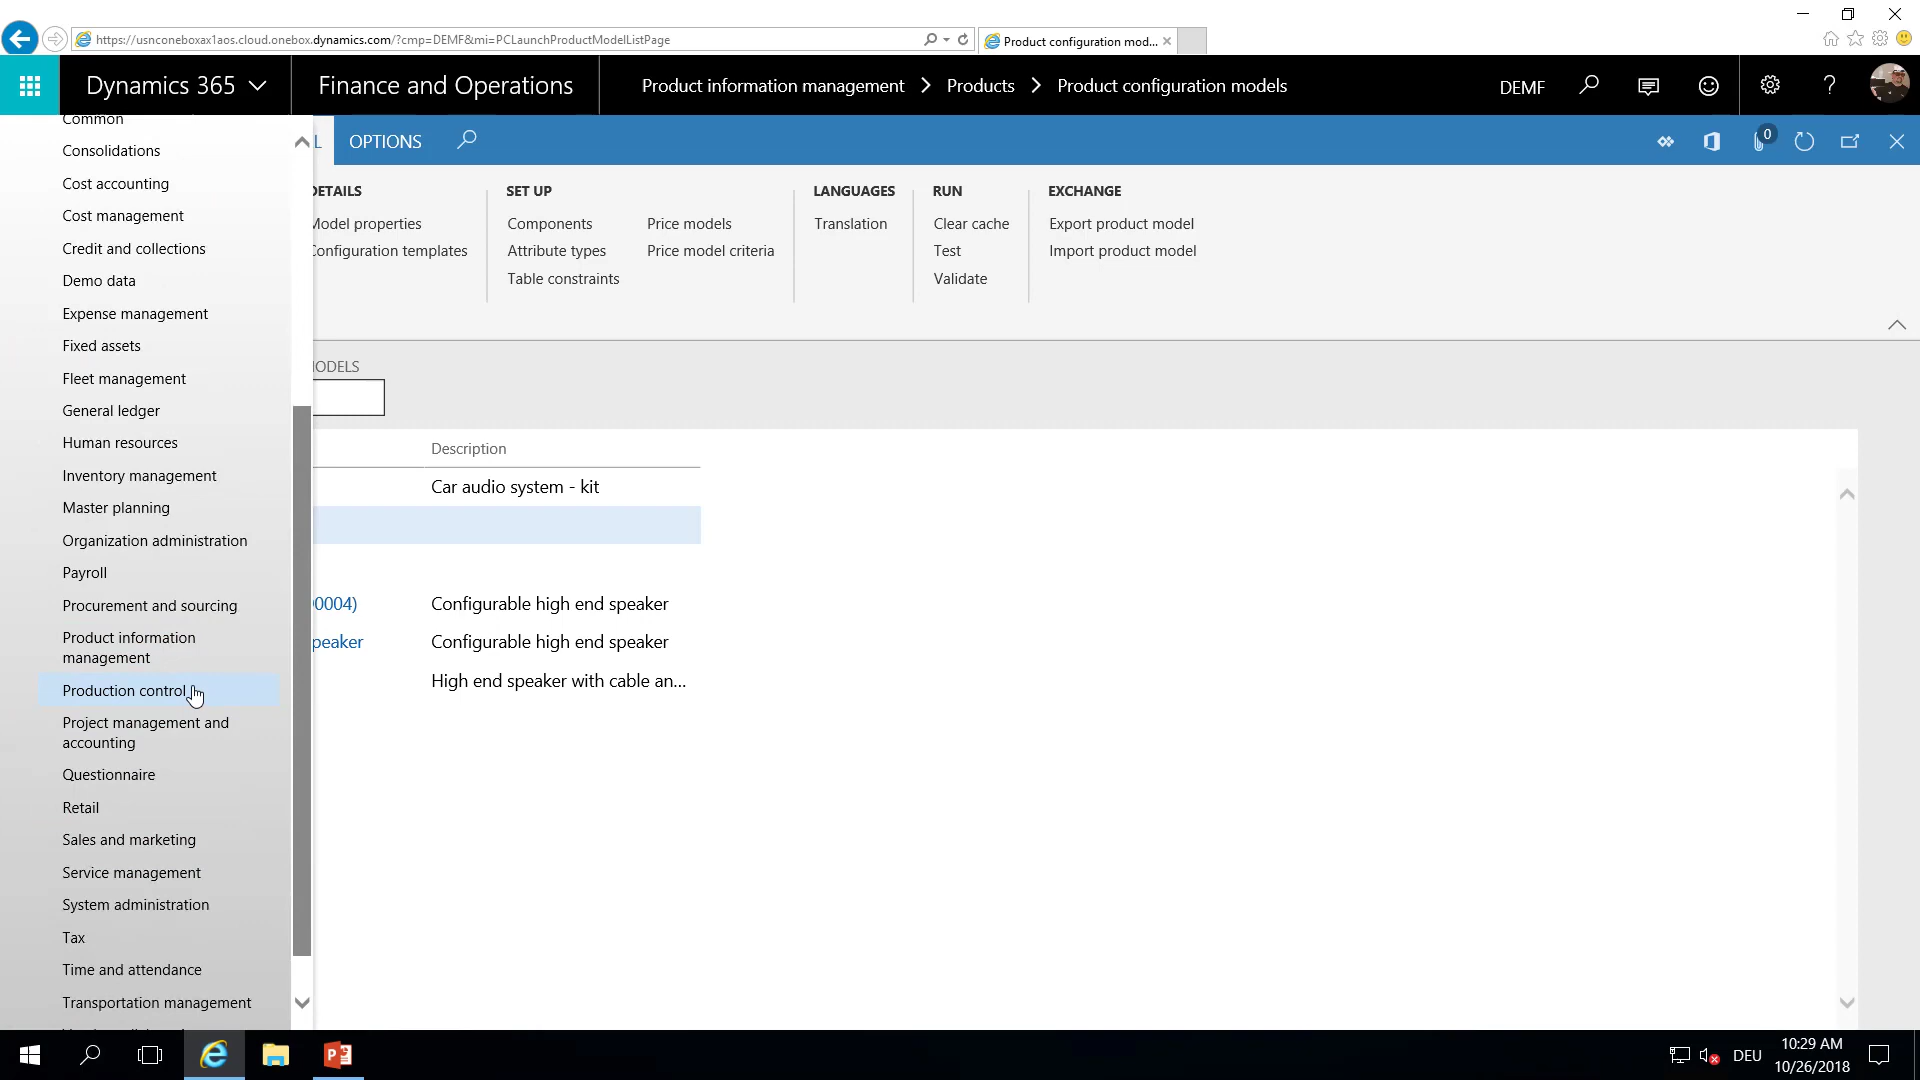 https://usnconeboxax1aos.cloud.onebox.dynamics.com/?cmp=DEMF&mi=PCLaunchProductModelListPage
Product configuration mod...
Dynamics 365
Finance and Operations
Product information management
Products
Product configuration models
DEMF
OPTIONS
0
DETAILS
Model properties
Configuration templates
SET UP
Components
Attribute types
Table constraints
Price models
Price model criteria
LANGUAGES
Translation
RUN
Clear cache
Test
Validate
EXCHANGE
Export product model
Import product model
Common
Consolidations
Cost accounting
Cost management
Credit and collections
Demo data
Expense management
Fixed assets
Fleet management
General ledger
Human resources
Inventory management
Master planning
Organization administration
Payroll
Procurement and sourcing
Product information
management
Production control
Project management and
accounting
Questionnaire
Retail
Sales and marketing
Service management
System administration
Tax
Time and attendance
Transportation management
ODELS
Description
Car audio system - kit
0004)
Configurable high end speaker
peaker
Configurable high end speaker
High end speaker with cable an...
DEU
10:29 AM
10/26/2018